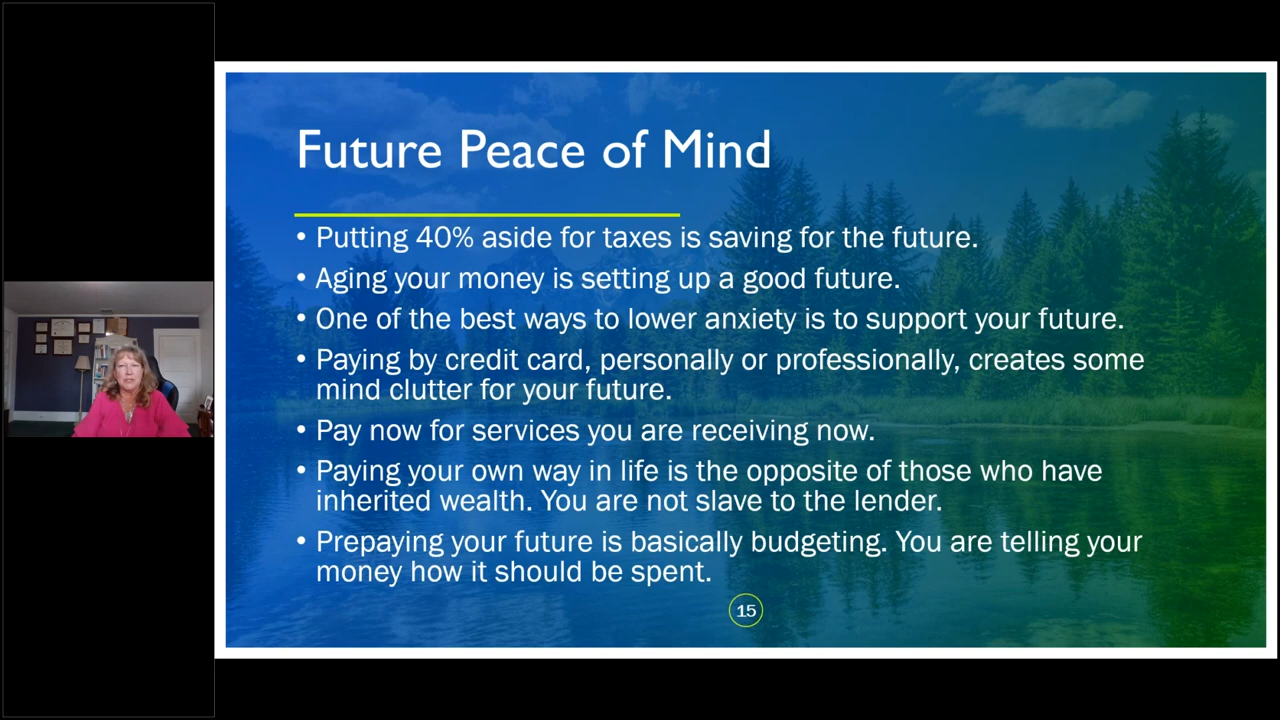 Future Peace of Mind
• Putting 40% aside for taxes is saving for the future.
• Aging your money is setting up a good future.
• One of the best ways to lower anxiety is to support your future.
• Paying by credit card, personally or professionally, creates some
mind clutter for your future.
• Pay now for services you are receiving now.
• Paying your own way in life is the opposite of those who have
inherited wealth. You are not slave to the lender.
• Prepaying your future is basically budgeting. You are telling your
money how it should be spent.
15